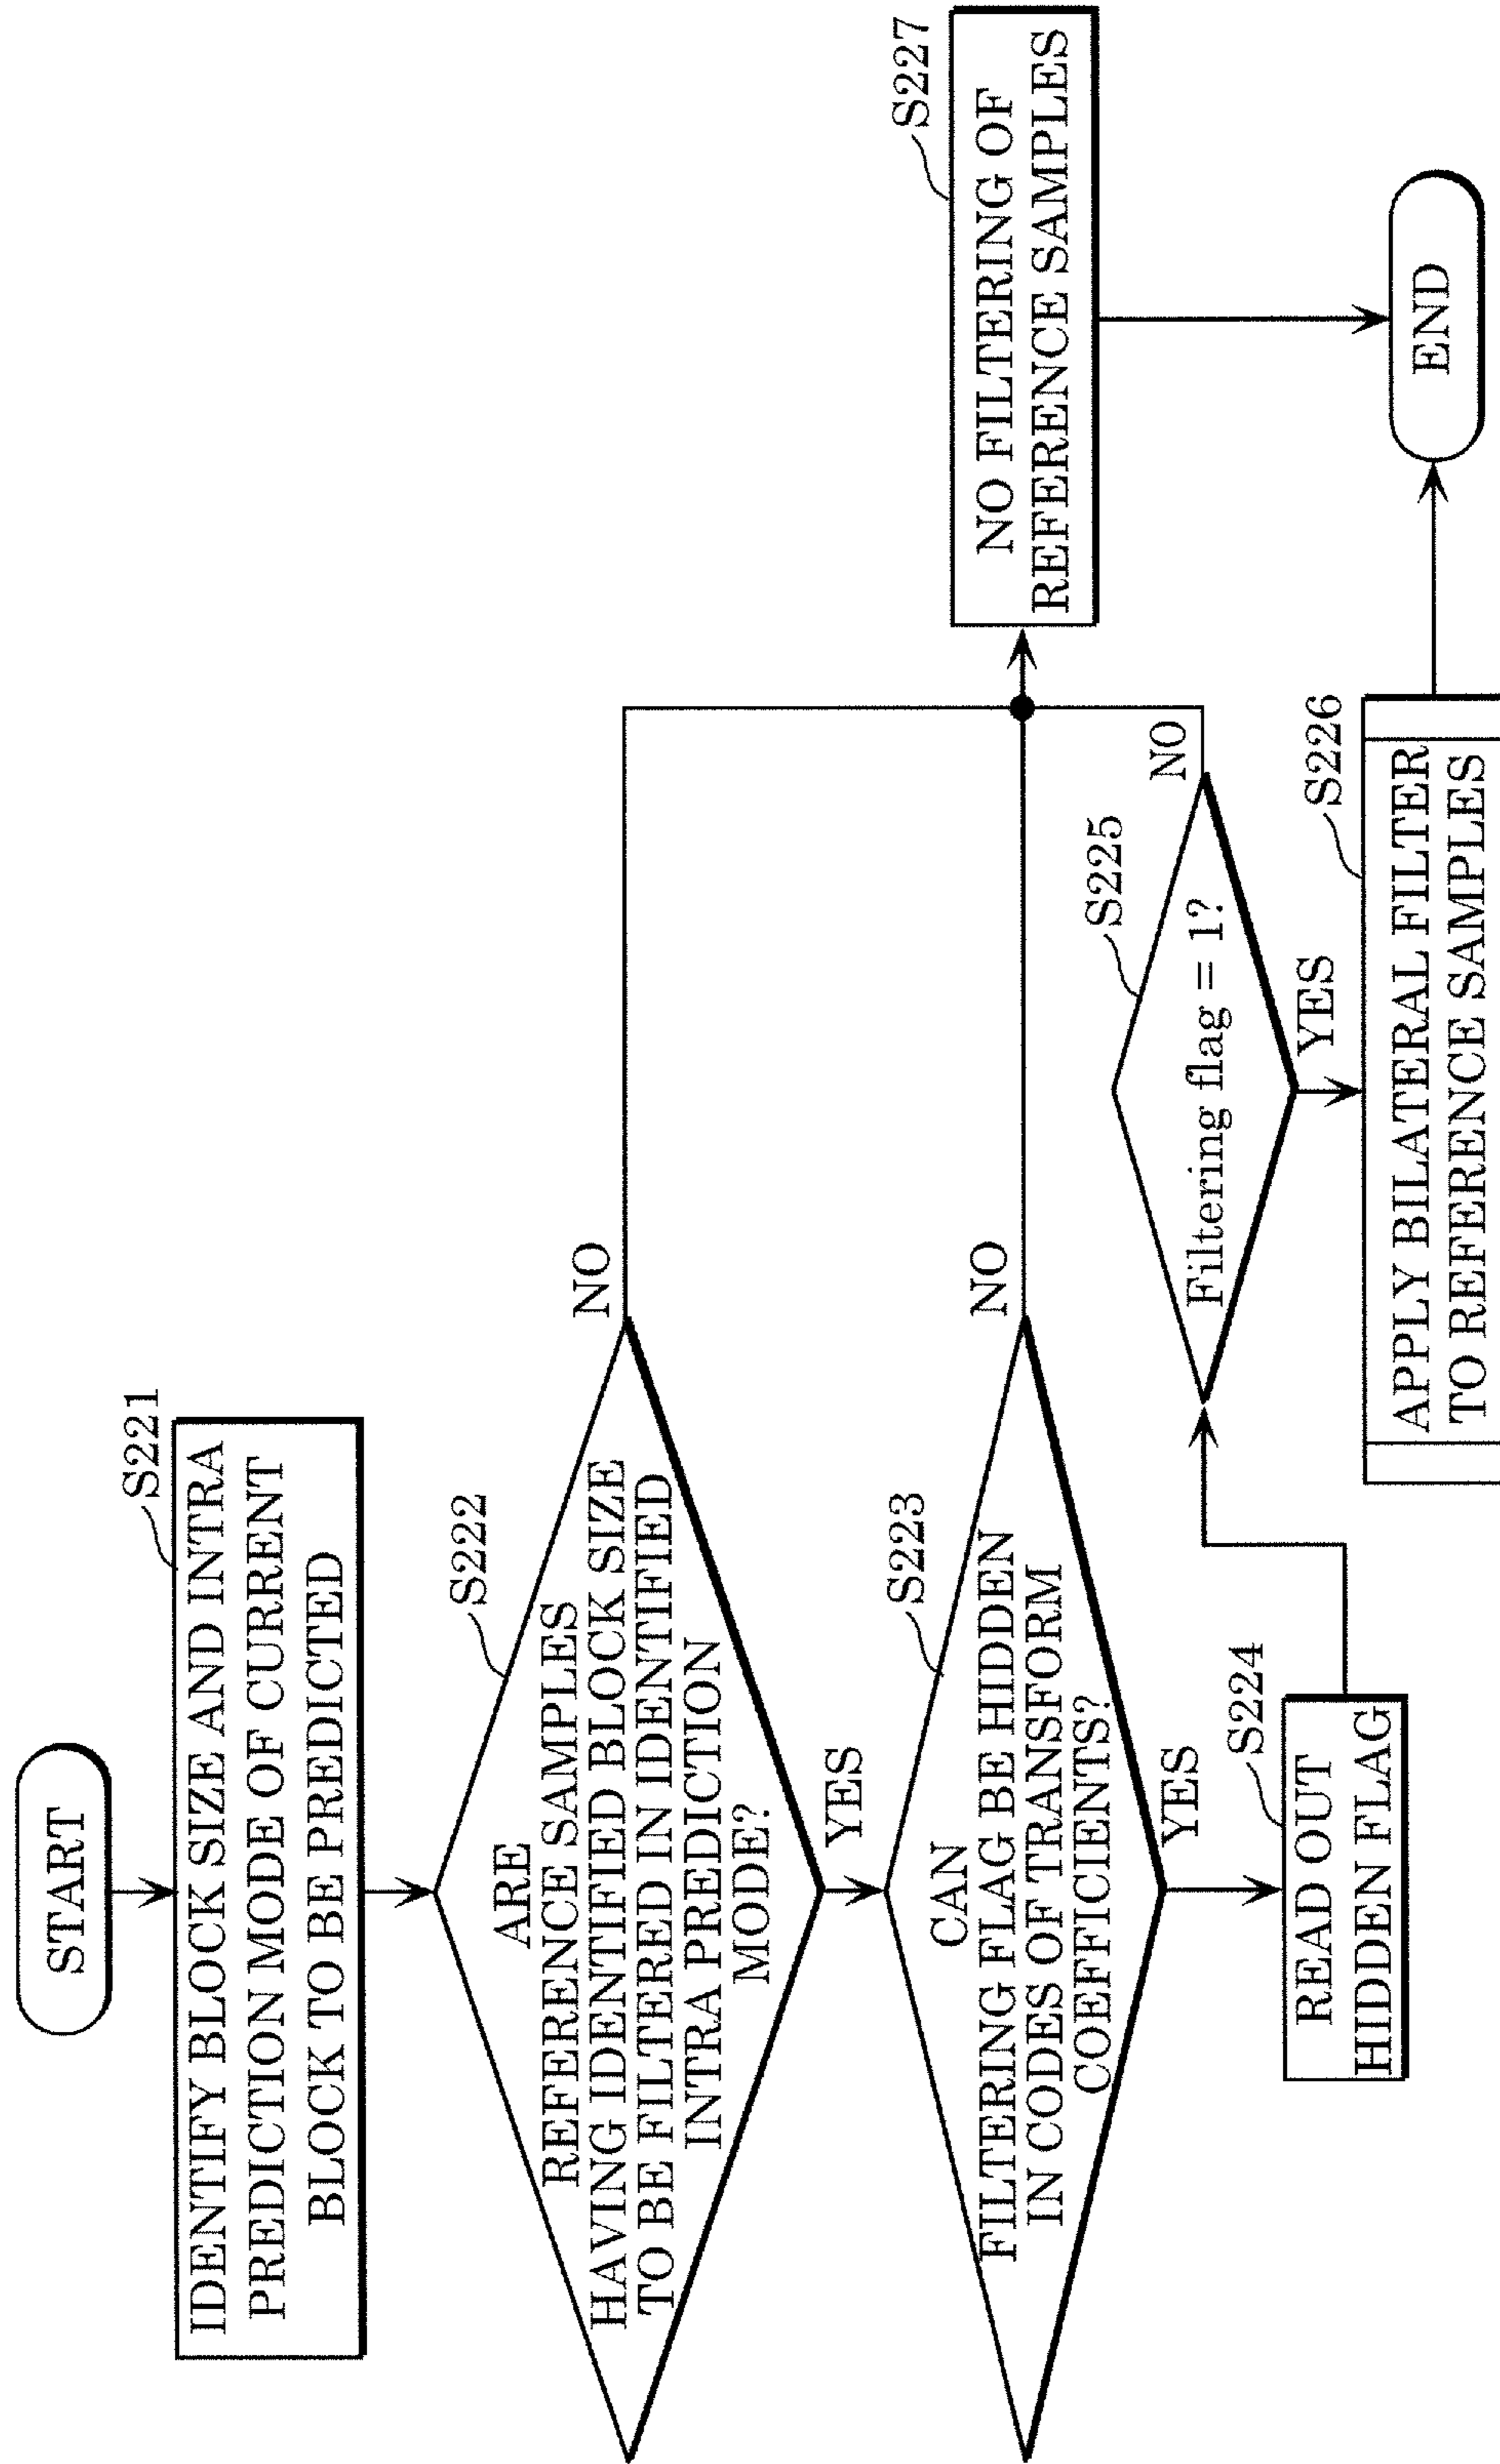 START
S221
IDENTIFY BLOCK SIZE AND INTRA
PREDICTION MODE OF CURRENT
BLOCK TO BE PREDICTED
S222
ARE
REFERENCE SAMPLES
HAVING IDENTIFIED BLOCK SIZE
TO BE FILTERED IN IDENTIFIED
INTRA PREDICTION
MODE?
NO
YES
S223
CAN
FILTERING FLAG BE HIDDEN
IN CODES OF TRANSFORM
COEFFICIENTS?
NO
YES
S224
READ OUT
HIDDEN FLAG
S225
Filtering flag = 1?
NO
YES
S226
APPLY BILATERAL FILTER
TO REFERENCE SAMPLES
S227
NO FILTERING OF
REFERENCE SAMPLES
END